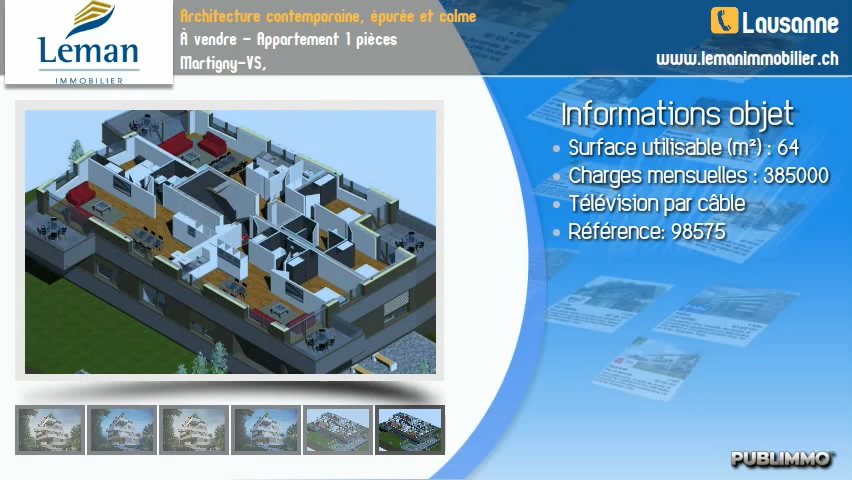 Leman
IMMOBILIER
Architecture contemporaine, épurée et calme
À vendre – Appartement 1 pièces
Martigny-VS,
Lausanne
www.lemanimmobilier.ch
Informations objet
Surface utilisable (m²) : 64
Charges mensuelles : 385000
Télévision par câble
Référence: 98575
PUBLIMMO